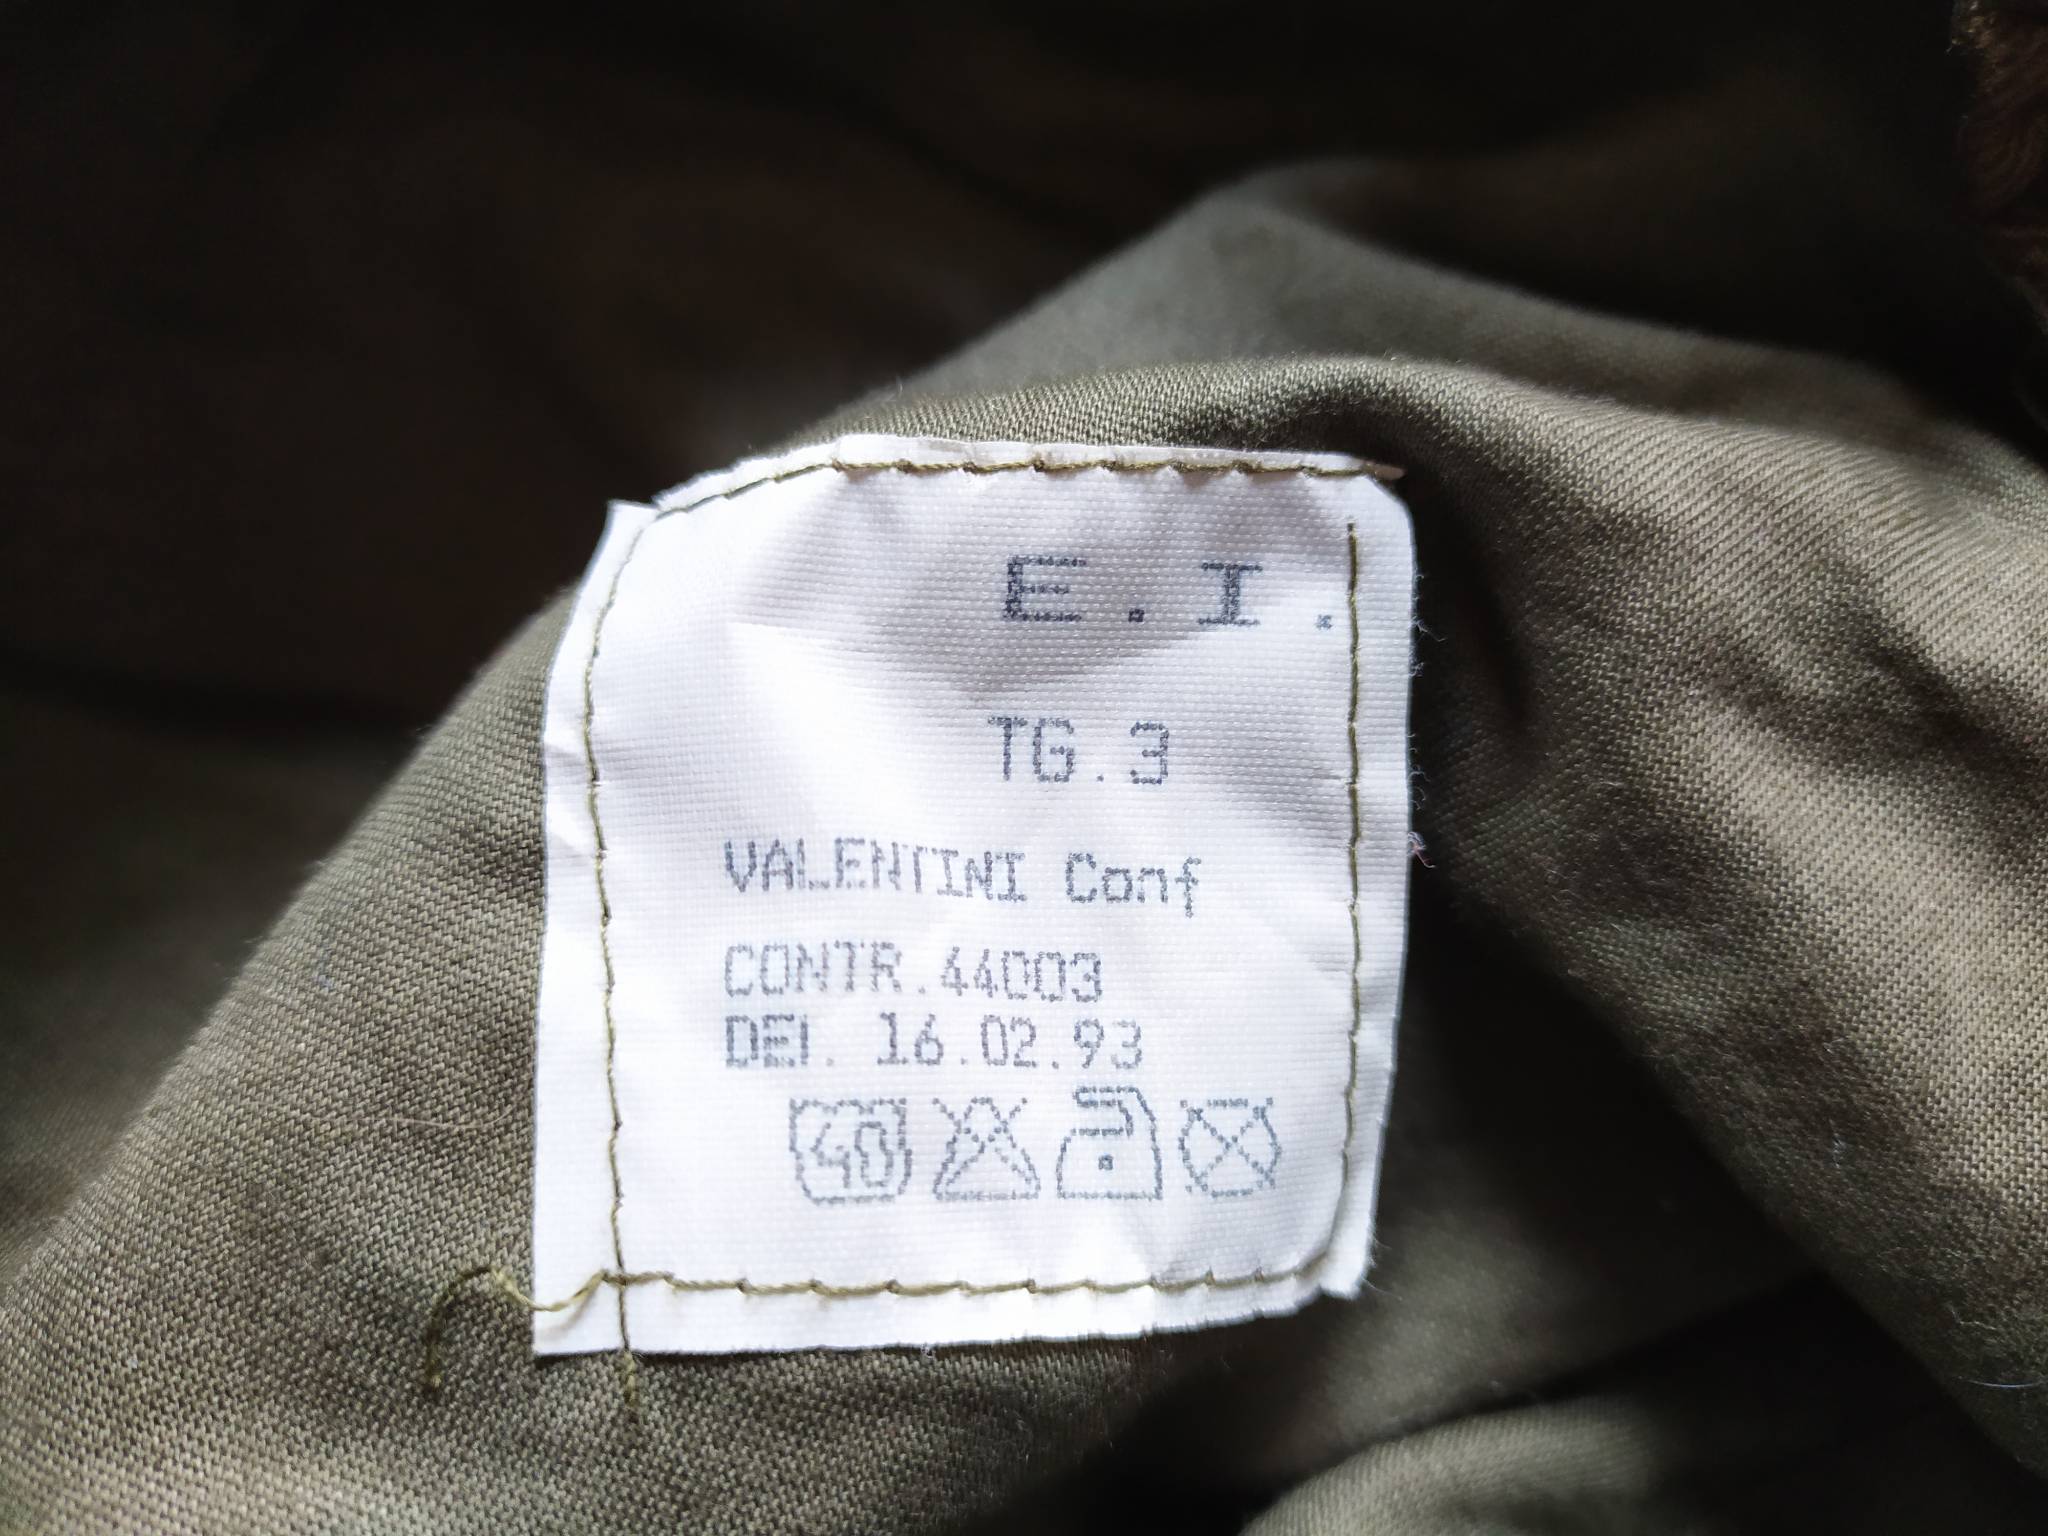 E.I.
TG.3
VALENTINI Conf
CONTR.44003
DEL. 16.02.93
40